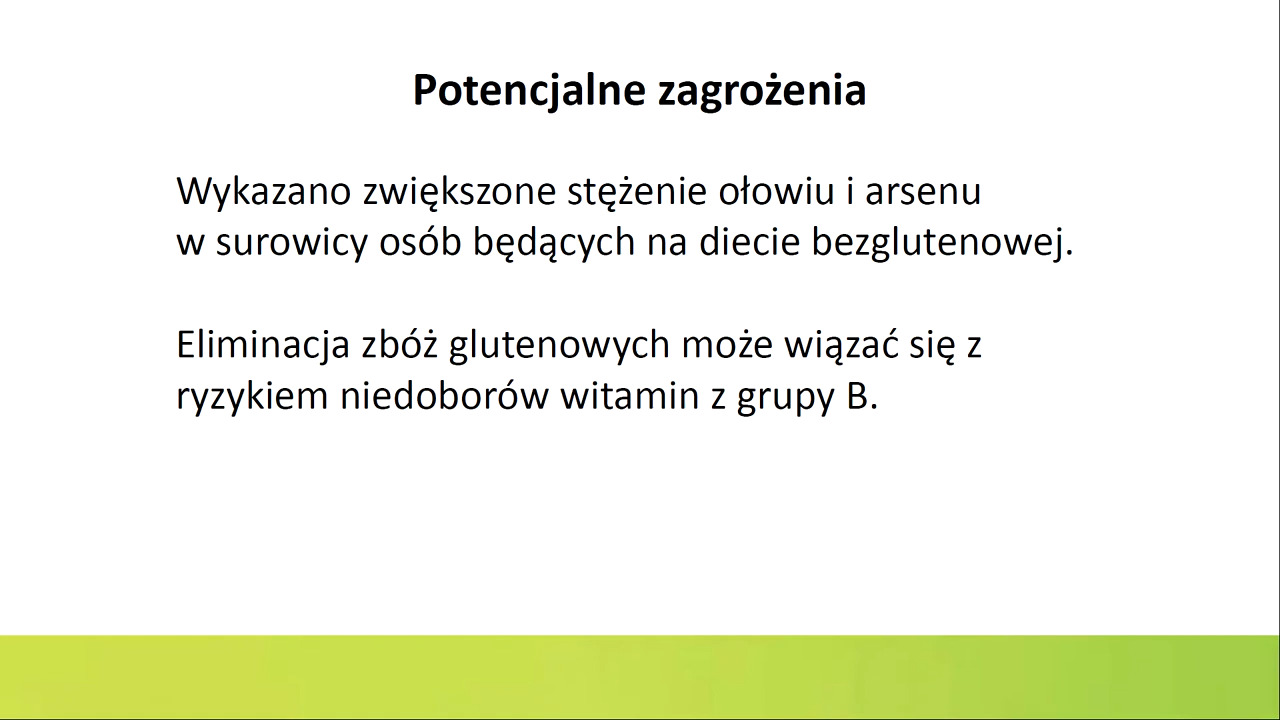 Potencjalne zagrożenia
Wykazano zwiększone stężenie ołowiu i arsenu
w surowicy osób będących na diecie bezglutenowej.
Eliminacja zbóż glutenowych może wiązać się z
ryzykiem niedoborów witamin z grupy B.